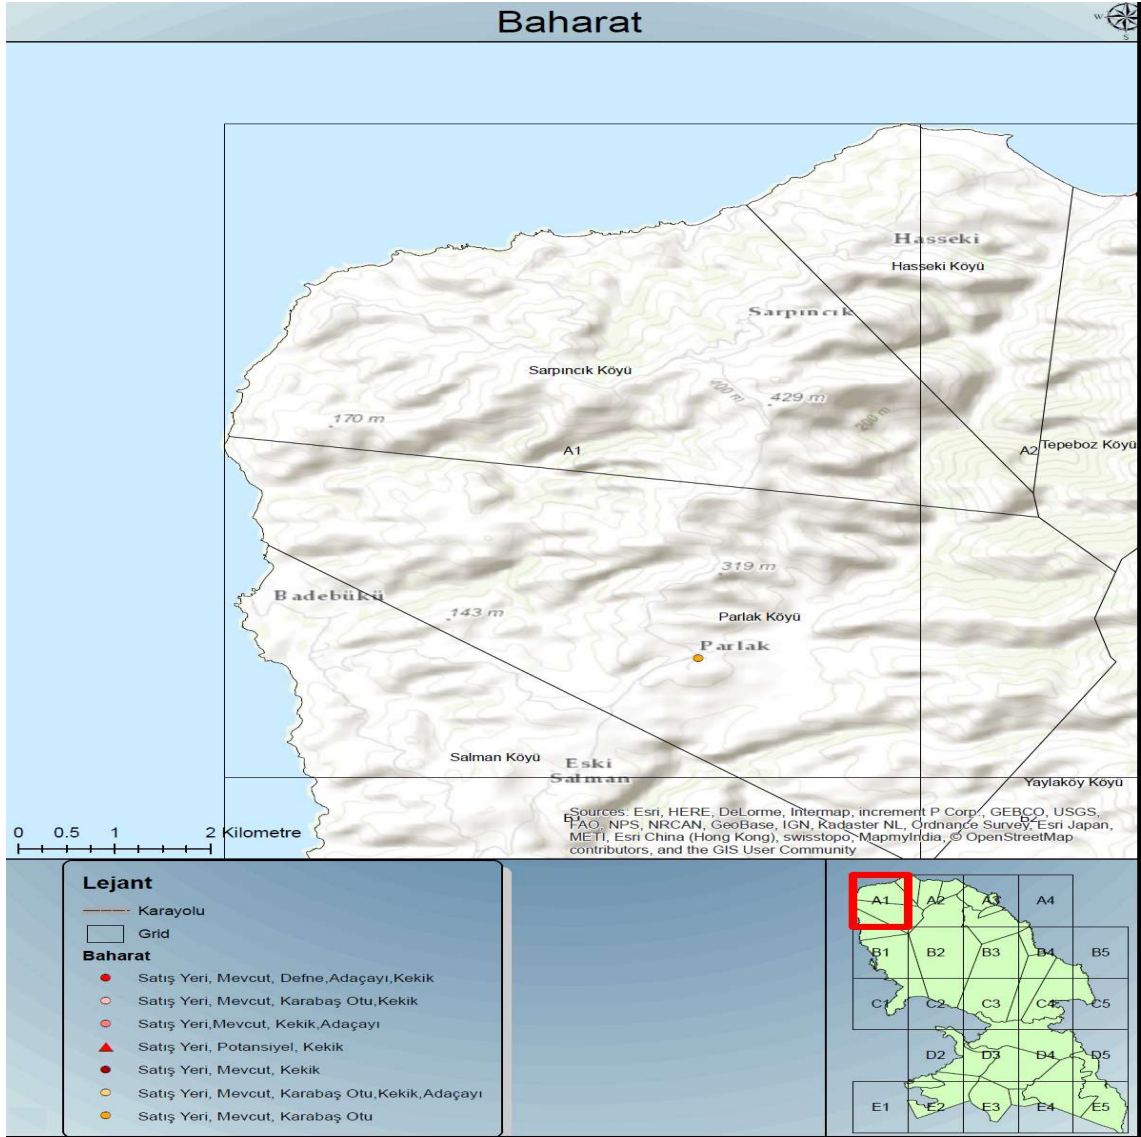 Baharat
W
S
Hasseki
Hasseki Köyü
Sarpıncık
Sarpıncık Köyü
200 m
429 m
170 m
200 m
A1
A2
Tepeboz Köyü
319 m
Badebükü
143 m
Parlak Köyü
Parlak
Salman Köyü
Eski
Salman
Yaylaköy Köyü
B1
B2
Sources: Esri, HERE, DeLorme, Intermap, increment P Corp., GEBCO, USGS,
FAO, NPS, NRCAN, GeoBase, IGN, Kadaster NL, Ordnance Survey, Esri Japan,
METI, Esri China (Hong Kong), swisstopo, MapmyIndia, © OpenStreetMap
contributors, and the GIS User Community
0 0.5 1 2 Kilometre
Lejant
Karayolu
Grid
Baharat
Satış Yeri, Mevcut, Defne,Adaçayı,Kekik
Satış Yeri, Mevcut, Karabaş Otu,Kekik
Satış Yeri,Mevcut, Kekik,Adaçayı
Satış Yeri, Potansiyel, Kekik
Satış Yeri, Mevcut, Kekik
Satış Yeri, Mevcut, Karabaş Otu,Kekik,Adaçayı
Satış Yeri, Mevcut, Karabaş Otu
A1 A2 A3 A4
B1 B2 B3 B4 B5
C1 C2 C3 C4 C5
D2 D3 D4 D5
E1 E2 E3 E4 E5